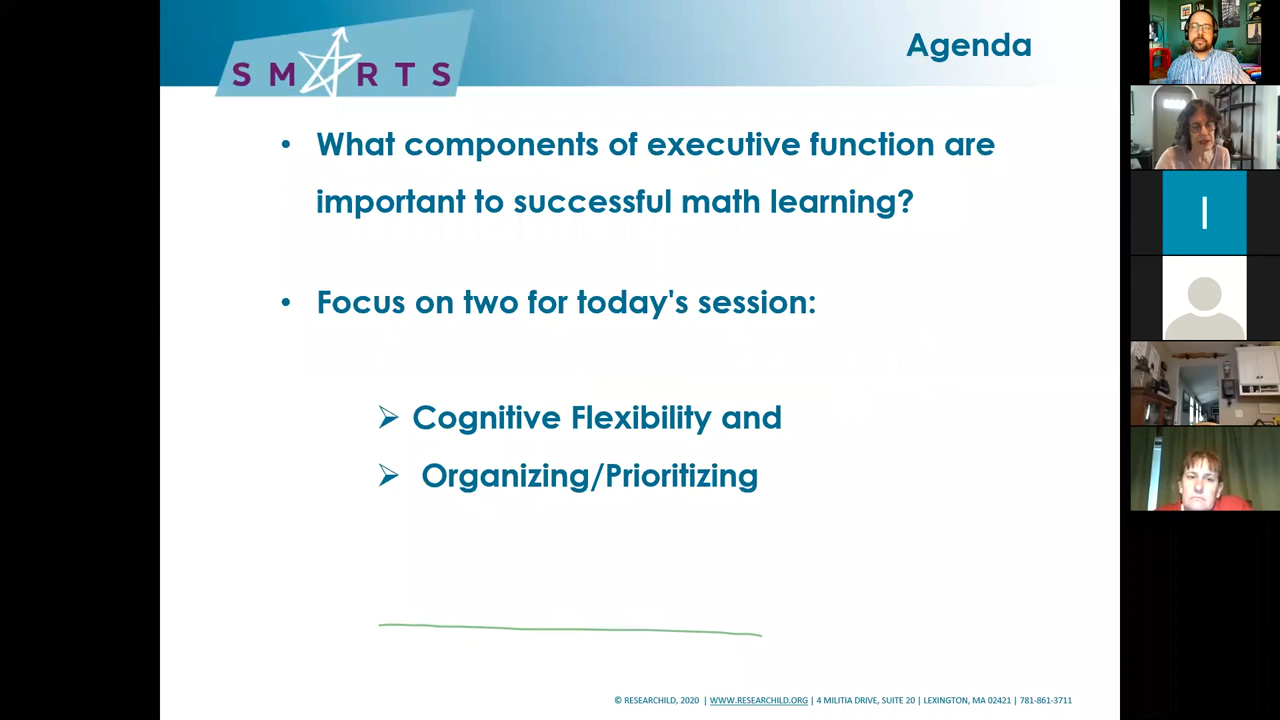 SMARTS
Agenda
• What components of executive function are
important to successful math learning?
• Focus on two for today's session:
➢ Cognitive Flexibility and
➢ Organizing/Prioritizing
© RESEARCHILD, 2020 | WWW.RESEARCHILD.ORG | 4 MILITIA DRIVE, SUITE 20 | LEXINGTON, MA 02421 | 781-861-3711
I